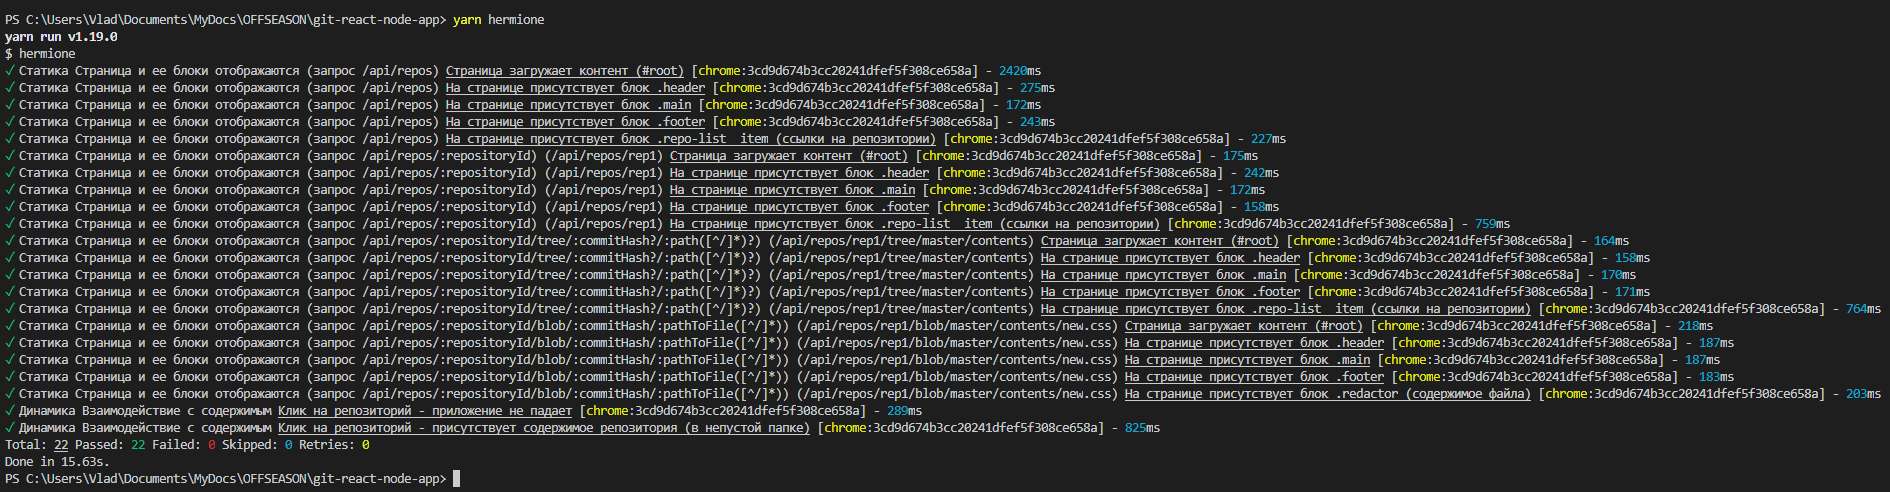 PS C:\Users\Vlad\Documents\MyDocs\OFFSEASON\git-react-node-app> yarn hermione
yarn run v1.19.0
$ hermione
✓ Статика Страница и ее блоки отображаются (запрос /api/repos) Страница загружает контент (#root) [chrome:3cd9d674b3cc20241dfef5f308ce658a] - 2420ms
✓ Статика Страница и ее блоки отображаются (запрос /api/repos) На странице присутствует блок .header [chrome:3cd9d674b3cc20241dfef5f308ce658a] - 275ms
✓ Статика Страница и ее блоки отображаются (запрос /api/repos) На странице присутствует блок .main [chrome:3cd9d674b3cc20241dfef5f308ce658a] - 172ms
✓ Статика Страница и ее блоки отображаются (запрос /api/repos) На странице присутствует блок .footer [chrome:3cd9d674b3cc20241dfef5f308ce658a] - 243ms
✓ Статика Страница и ее блоки отображаются (запрос /api/repos) На странице присутствует блок .repo-list__item (ссылки на репозитории) [chrome:3cd9d674b3cc20241dfef5f308ce658a] - 227ms
✓ Статика Страница и ее блоки отображаются (запрос /api/repos/:repositoryId) (/api/repos/rep1) Страница загружает контент (#root) [chrome:3cd9d674b3cc20241dfef5f308ce658a] - 175ms
✓ Статика Страница и ее блоки отображаются (запрос /api/repos/:repositoryId) (/api/repos/rep1) На странице присутствует блок .header [chrome:3cd9d674b3cc20241dfef5f308ce658a] - 242ms
✓ Статика Страница и ее блоки отображаются (запрос /api/repos/:repositoryId) (/api/repos/rep1) На странице присутствует блок .main [chrome:3cd9d674b3cc20241dfef5f308ce658a] - 172ms
✓ Статика Страница и ее блоки отображаются (запрос /api/repos/:repositoryId) (/api/repos/rep1) На странице присутствует блок .footer [chrome:3cd9d674b3cc20241dfef5f308ce658a] - 158ms
✓ Статика Страница и ее блоки отображаются (запрос /api/repos/:repositoryId) (/api/repos/rep1) На странице присутствует блок .repo-list__item (ссылки на репозитории) [chrome:3cd9d674b3cc20241dfef5f308ce658a] - 759ms
✓ Статика Страница и ее блоки отображаются (запрос /api/repos/:repositoryId/tree/:commitHash?/:path([^/]*)?) (/api/repos/rep1/tree/master/contents) Страница загружает контент (#root) [chrome:3cd9d674b3cc20241dfef5f308ce658a] - 164ms
✓ Статика Страница и ее блоки отображаются (запрос /api/repos/:repositoryId/tree/:commitHash?/:path([^/]*)?) (/api/repos/rep1/tree/master/contents) На странице присутствует блок .header [chrome:3cd9d674b3cc20241dfef5f308ce658a] - 158ms
✓ Статика Страница и ее блоки отображаются (запрос /api/repos/:repositoryId/tree/:commitHash?/:path([^/]*)?) (/api/repos/rep1/tree/master/contents) На странице присутствует блок .main [chrome:3cd9d674b3cc20241dfef5f308ce658a] - 170ms
✓ Статика Страница и ее блоки отображаются (запрос /api/repos/:repositoryId/tree/:commitHash?/:path([^/]*)?) (/api/repos/rep1/tree/master/contents) На странице присутствует блок .footer [chrome:3cd9d674b3cc20241dfef5f308ce658a] - 171ms
✓ Статика Страница и ее блоки отображаются (запрос /api/repos/:repositoryId/tree/:commitHash?/:path([^/]*)?) (/api/repos/rep1/tree/master/contents) На странице присутствует блок .repo-list__item (ссылки на репозитории) [chrome:3cd9d674b3cc20241dfef5f308ce658a] - 764ms
✓ Статика Страница и ее блоки отображаются (запрос /api/repos/:repositoryId/blob/:commitHash/:pathToFile([^/]*)) (/api/repos/rep1/blob/master/contents/new.css) Страница загружает контент (#root) [chrome:3cd9d674b3cc20241dfef5f308ce658a] - 218ms
✓ Статика Страница и ее блоки отображаются (запрос /api/repos/:repositoryId/blob/:commitHash/:pathToFile([^/]*)) (/api/repos/rep1/blob/master/contents/new.css) На странице присутствует блок .header [chrome:3cd9d674b3cc20241dfef5f308ce658a] - 187ms
✓ Статика Страница и ее блоки отображаются (запрос /api/repos/:repositoryId/blob/:commitHash/:pathToFile([^/]*)) (/api/repos/rep1/blob/master/contents/new.css) На странице присутствует блок .main [chrome:3cd9d674b3cc20241dfef5f308ce658a] - 187ms
✓ Статика Страница и ее блоки отображаются (запрос /api/repos/:repositoryId/blob/:commitHash/:pathToFile([^/]*)) (/api/repos/rep1/blob/master/contents/new.css) На странице присутствует блок .footer [chrome:3cd9d674b3cc20241dfef5f308ce658a] - 183ms
✓ Статика Страница и ее блоки отображаются (запрос /api/repos/:repositoryId/blob/:commitHash/:pathToFile([^/]*)) (/api/repos/rep1/blob/master/contents/new.css) На странице присутствует блок .redactor (содержимое файла) [chrome:3cd9d674b3cc20241dfef5f308ce658a] - 203ms
✓ Динамика Взаимодействие с содержимым Клик на репозиторий - приложение не падает [chrome:3cd9d674b3cc20241dfef5f308ce658a] - 289ms
✓ Динамика Взаимодействие с содержимым Клик на репозиторий - присутствует содержимое репозитория (в непустой папке) [chrome:3cd9d674b3cc20241dfef5f308ce658a] - 825ms
Total: 22 Passed: 22 Failed: 0 Skipped: 0 Retries: 0
Done in 15.63s.
PS C:\Users\Vlad\Documents\MyDocs\OFFSEASON\git-react-node-app>